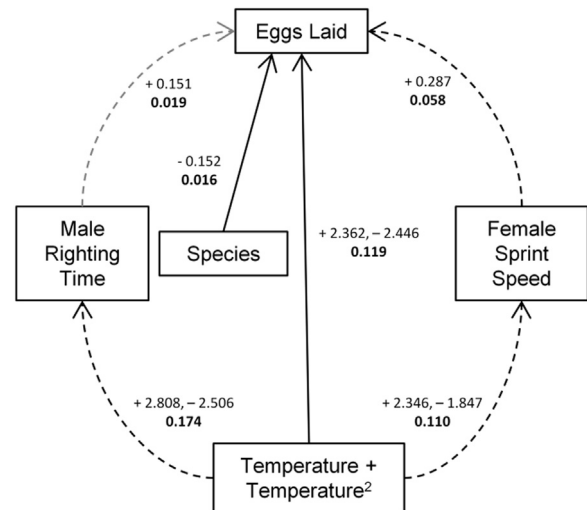 Eggs Laid
+ 0.151
0.019
+ 0.287
0.058
- 0.152
0.016
Male
Righting
Time
Species
+ 2.362, – 2.446
0.119
Female
Sprint
Speed
+ 2.808, – 2.506
0.174
+ 2.346, – 1.847
0.110
Temperature +
Temperature²